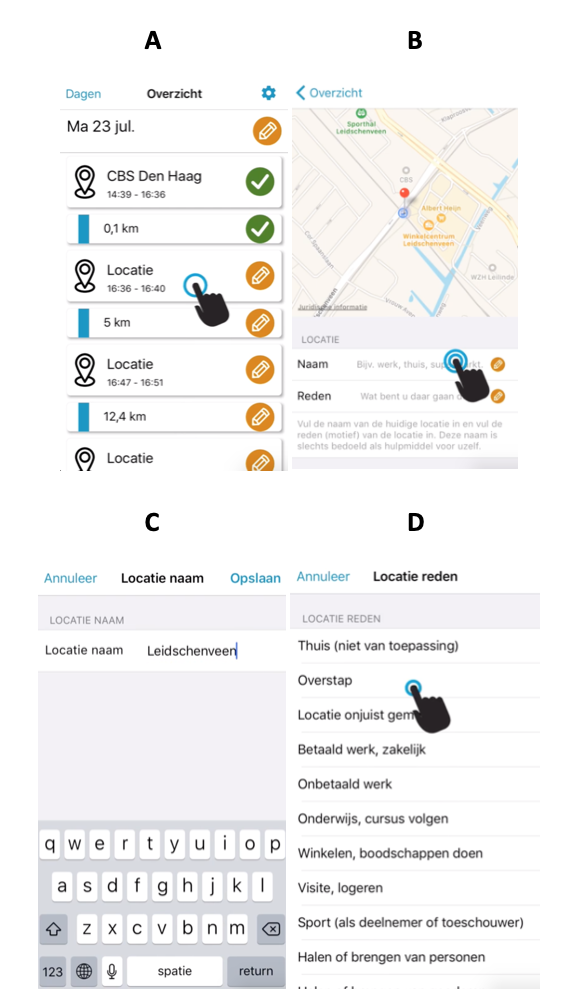 A
B
Dagen Overzicht
Ma 23 jul.
CBS Den Haag
14:39 - 16:36
0,1 km
Locatie
16:36 - 16:40
5 km
Locatie
16:47 - 16:51
12,4 km
Locatie
Overzicht
Sporthal
Leidschenveen
CBS
Albert Heijn
Winkelcentrum
Leidschenveen
WZH Leilinde
Juridische informatie
LOCATIE
Naam Bijv. werk, thuis,
Reden Wat bent u daar gaan
Vul de naam van de huidige locatie in en vul de
reden (motief) van de locatie in. Deze naam is
slechts bedoeld als hulpmiddel voor uzelf.
C
D
Annuleer Locatie naam Opslaan
LOCATIE NAAM
Locatie naam Leidschenveen
q w e r t y u i o p
a s d f g h j k l
z x c v b n m
123 spatie return
Annuleer Locatie reden
LOCATIE REDEN
Thuis (niet van toepassing)
Overstap
Locatie onjuist gem
Betaald werk, zakelijk
Onbetaald werk
Onderwijs, cursus volgen
Winkelen, boodschappen doen
Visite, logeren
Sport (als deelnemer of toeschouwer)
Halen of brengen van personen